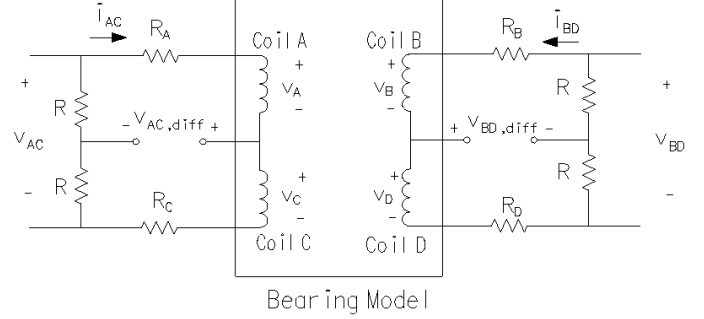 i_AC
R_A
Coil A
Coil B
R_B
i_BD
+
+
+
+
R
V_A
V_B
R
V_AC
- V_AC,diff +
-
-
+ V_BD,diff -
V_BD
R
+
+
R
-
R_C
V_C
V_D
R_D
-
-
-
Coil C
Coil D
Bearing Model